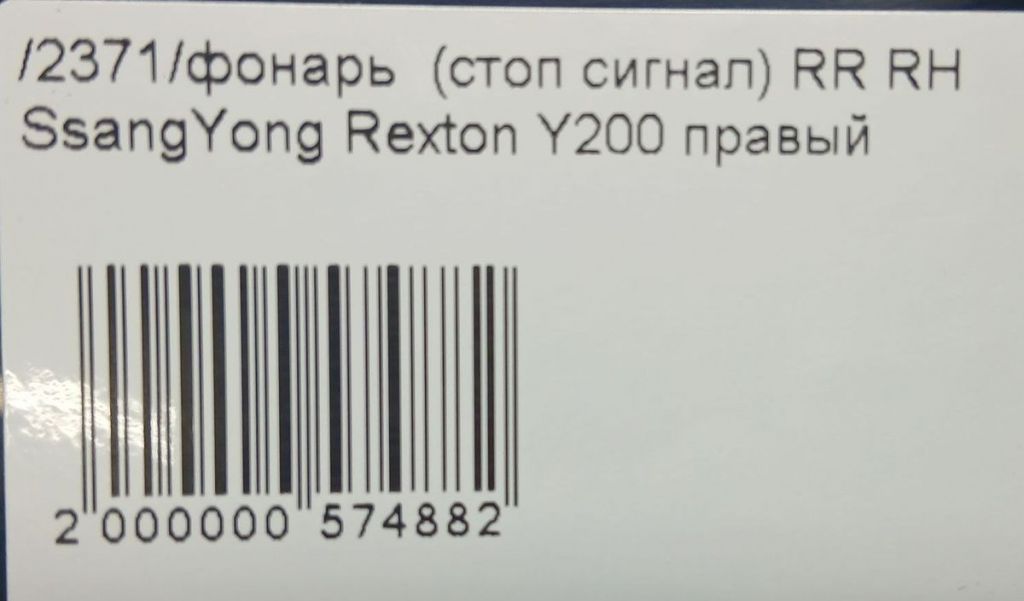 /2371/фонарь (стоп сигнал) RR RH
SsangYong Rexton Y200 правый
2 000000 574882